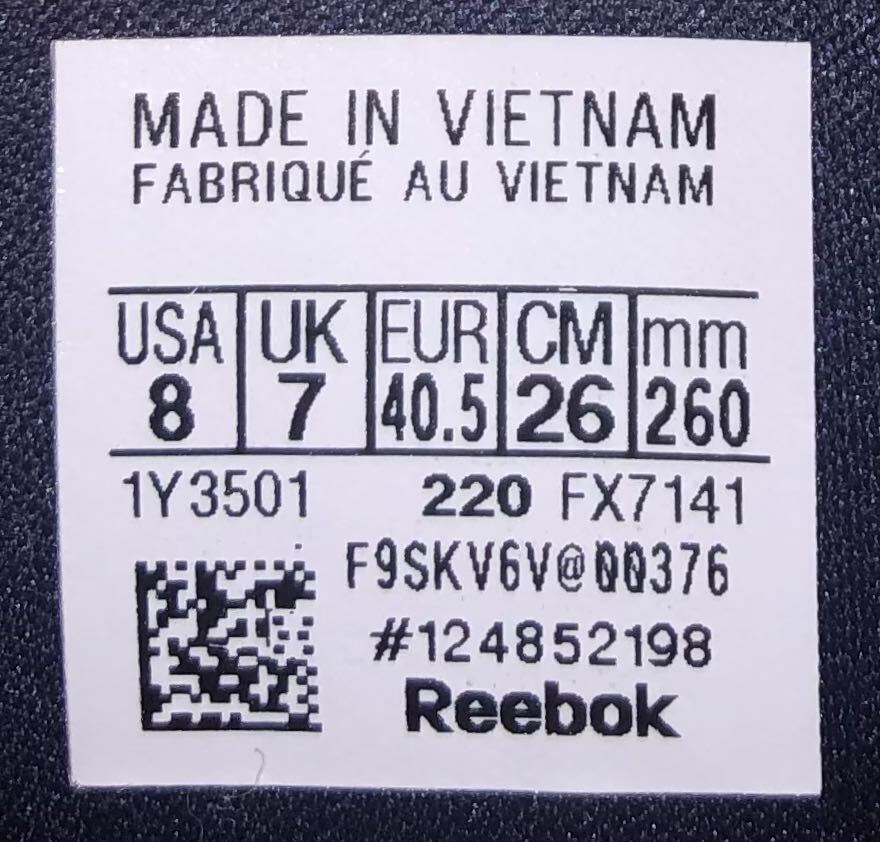 MADE IN VIETNAM
FABRIQUÉ AU VIETNAM
USA UK EUR CM mm
8 7 40.5 26 260
1Y3501 220 FX7141
F9SKV6V@00376
#124852198
Reebok